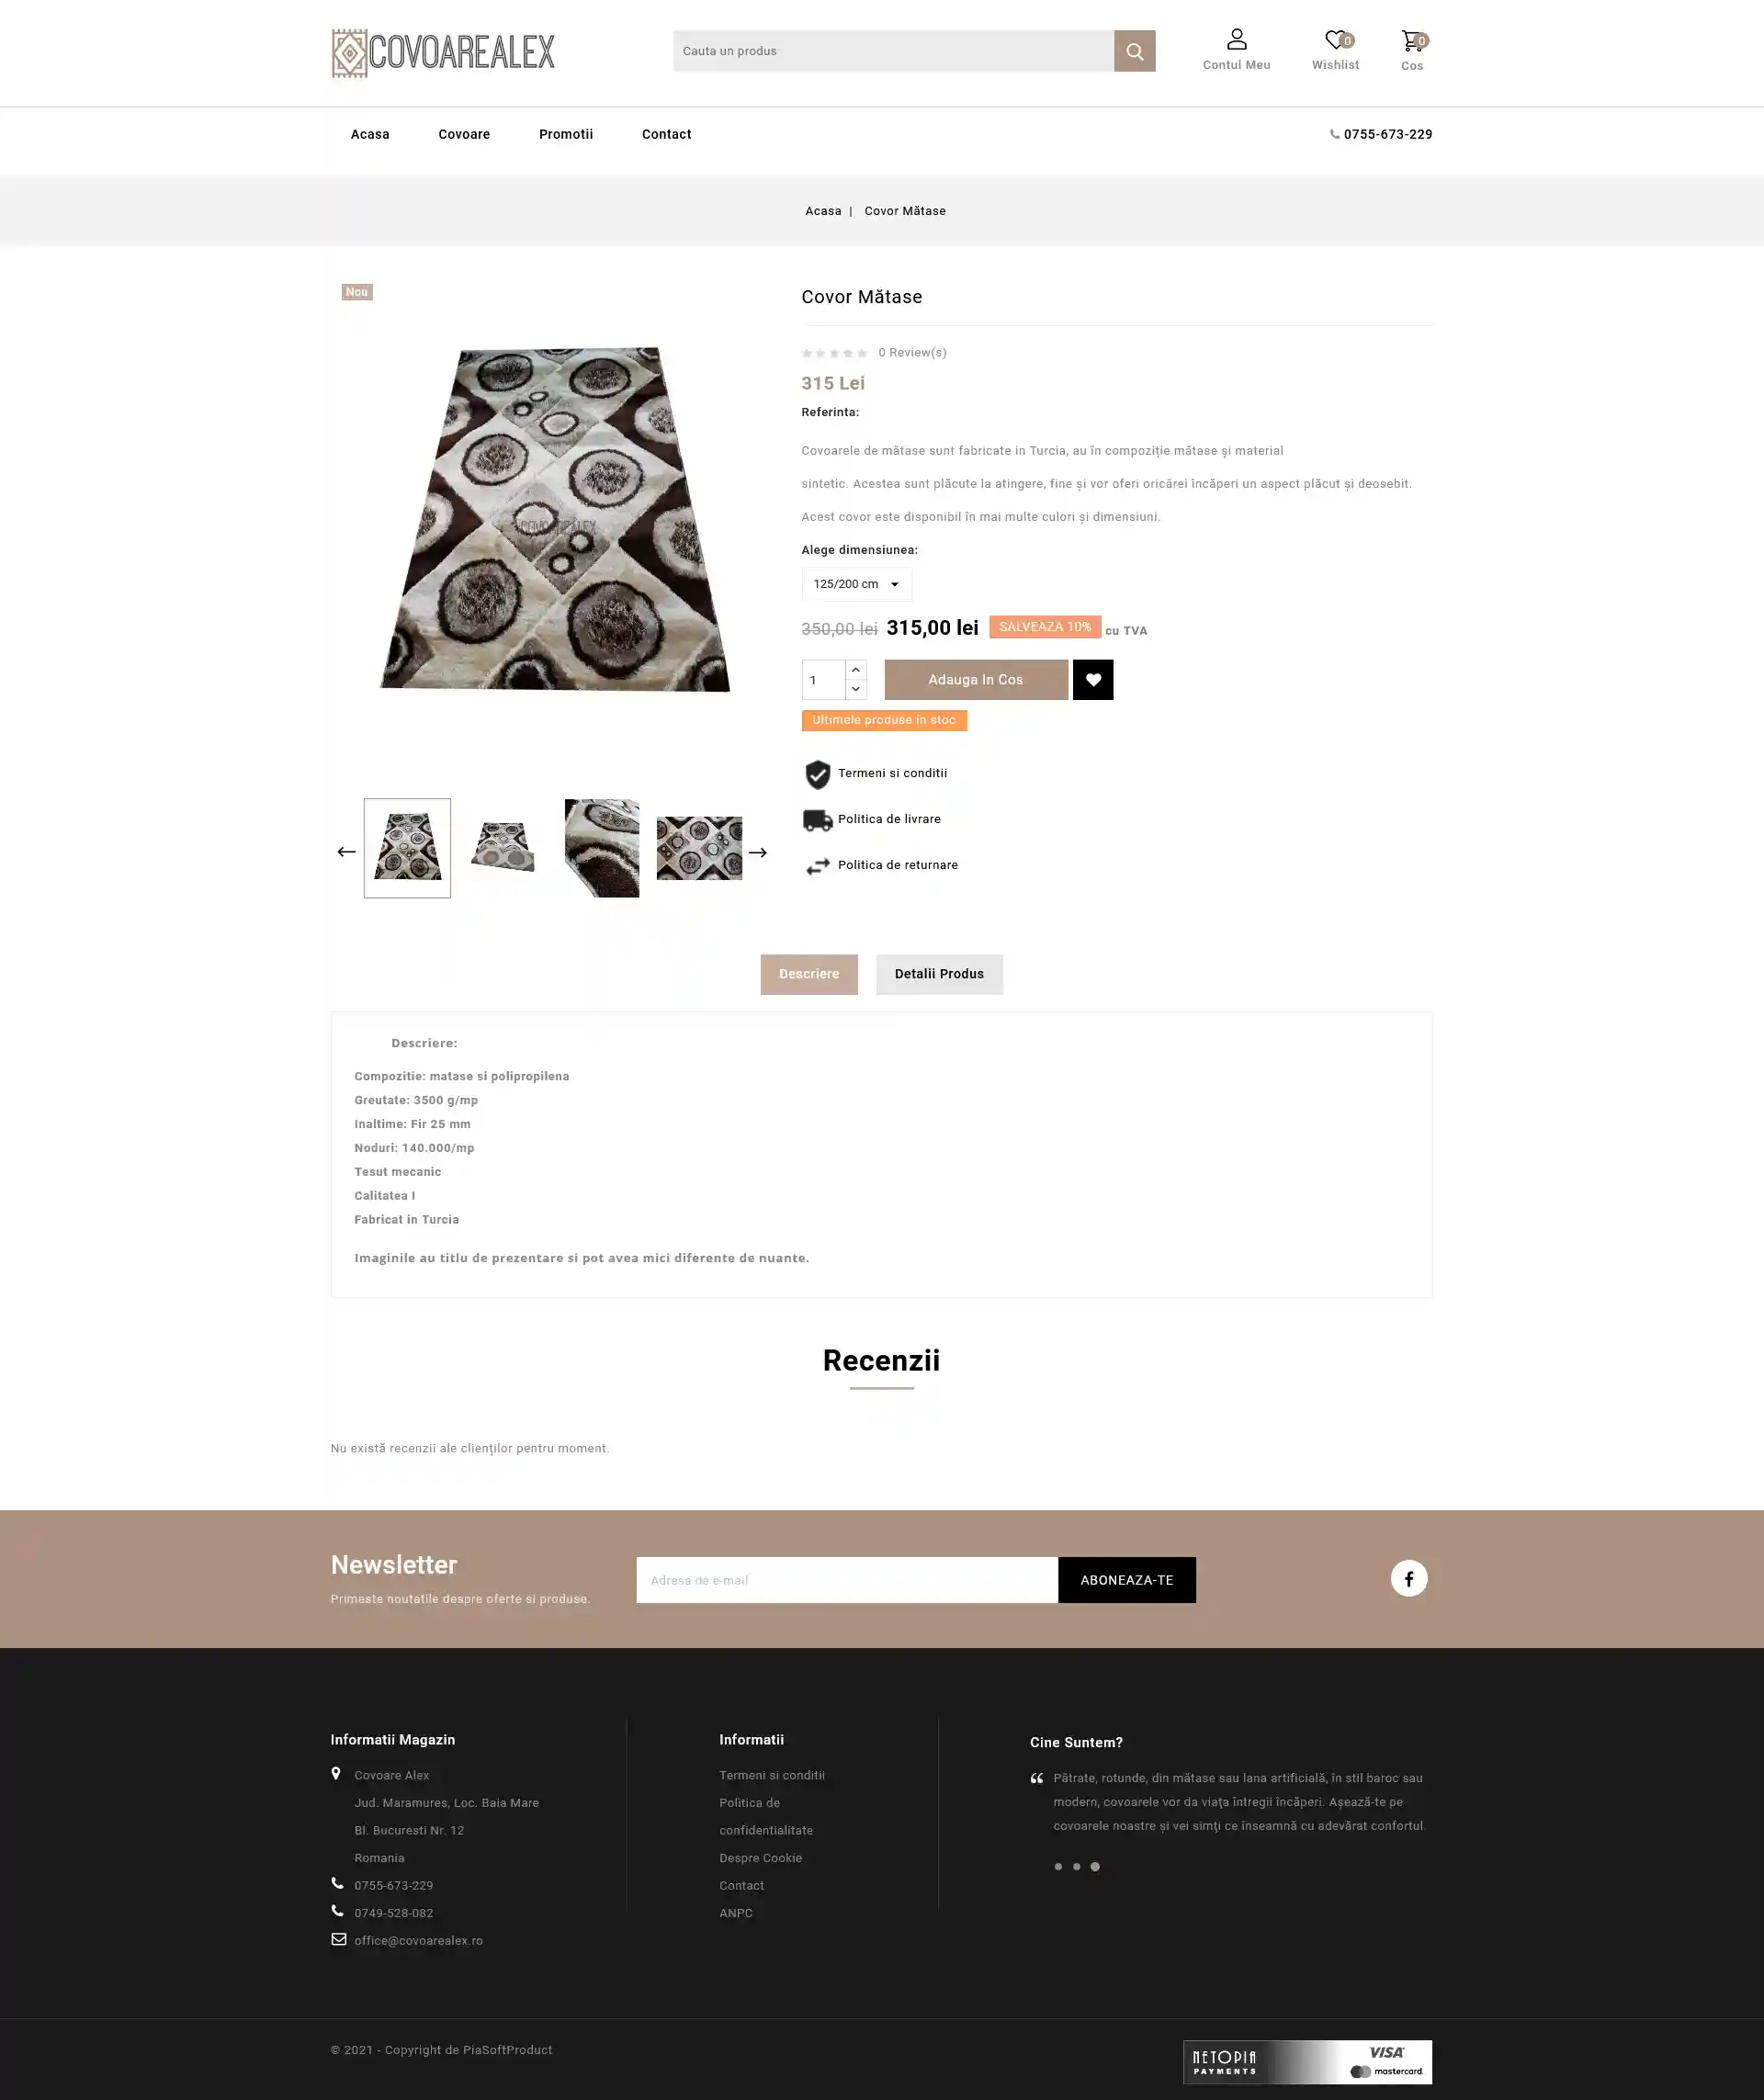 COVOAREALEX
Cauta un produs
Contul Meu
0
Wishlist
0
Cos
Acasa
Covoare
Promotii
Contact
0755-673-229
Acasa | Covor Mătase
Nou
COVOAREALEX
Covor Mătase
0 Review(s)
315 Lei
Referinta:
Covoarele de mătase sunt fabricate in Turcia, au în compoziție mătase și material
sintetic. Acestea sunt plăcute la atingere, fine și vor oferi oricărei încăperi un aspect plăcut și deosebit.
Acest covor este disponibil în mai multe culori și dimensiuni.
Alege dimensiunea:
125/200 cm
350,00 lei 315,00 lei SALVEAZA 10% cu TVA
1
Adauga In Cos
Ultimele produse in stoc
Termeni si conditii
Politica de livrare
Politica de returnare
Descriere
Detalii Produs
Descriere:
Compozitie: matase si polipropilena
Greutate: 3500 g/mp
Inaltime: Fir 25 mm
Noduri: 140.000/mp
Tesut mecanic
Calitatea I
Fabricat in Turcia
Imaginile au titlu de prezentare si pot avea mici diferente de nuante.
Recenzii
Nu există recenzii ale clienților pentru moment.
Newsletter
Primeste noutatile despre oferte si produse.
Adresa de e-mail
ABONEAZA-TE
Informatii Magazin
Covoare Alex
Jud. Maramures, Loc. Baia Mare
Bl. Bucuresti Nr. 12
Romania
0755-673-229
0749-528-082
office@covoarealex.ro
Informatii
Termeni si conditii
Politica de
confidentialitate
Despre Cookie
Contact
ANPC
Cine Suntem?
Pătrate, rotunde, din mătase sau lana artificială, în stil baroc sau
modern, covoarele vor da viaţa întregii încăperi. Aşează-te pe
covoarele noastre şi vei simţi ce înseamnă cu adevărat confortul.
© 2021 - Copyright de PiaSoftProduct
NETOPIA
PAYMENTS
VISA
mastercard.